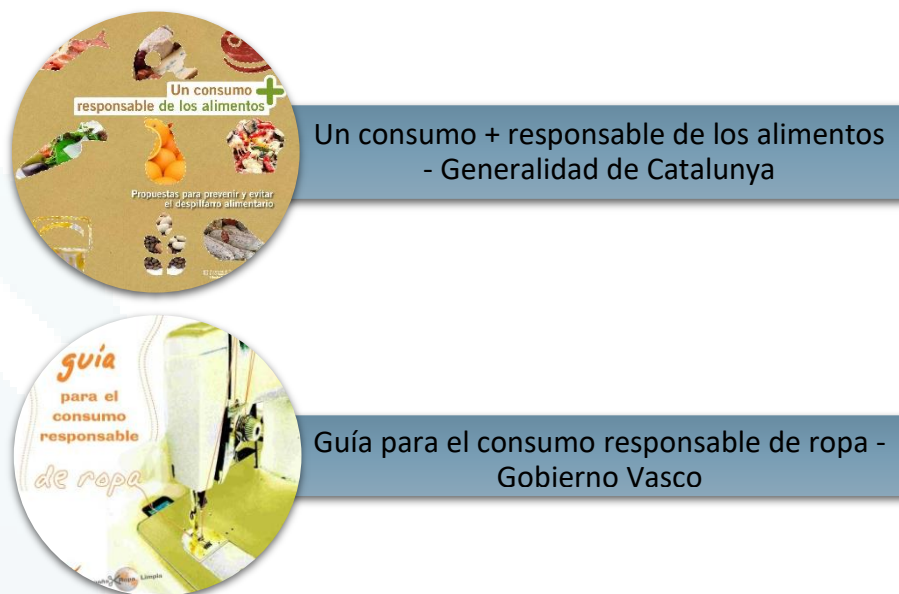 Un consumo +
responsable de los alimentos
Propuestas para prevenir y evitar
el despilfarro alimentario
Un consumo + responsable de los alimentos
- Generalidad de Catalunya
guía
para el
consumo
responsable
de ropa
Ropa Limpia
Guía para el consumo responsable de ropa -
Gobierno Vasco